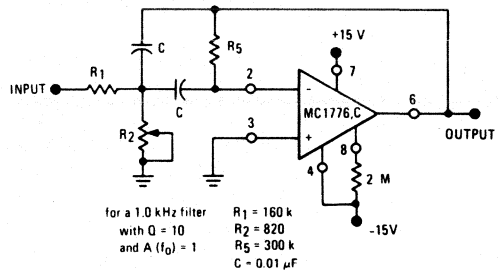 +15 V
C
R5
R1
2
7
INPUT
C
-
6
MC1776,C
3
R2
+
8
OUTPUT
4
2 M
-15V
for a 1.0 kHz filter
with Q = 10
and A (f0) = 1
R1 = 160 k
R2 = 820
R5 = 300 k
C = 0.01 μF